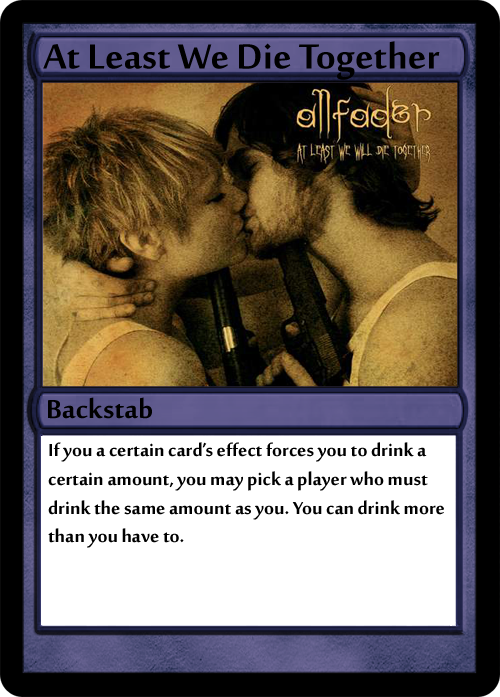 At Least We Die Together
allfader
AT LEAST WE WILL DIE TOGETHER
Backstab
If you a certain card's effect forces you to drink a
certain amount, you may pick a player who must
drink the same amount as you. You can drink more
than you have to.